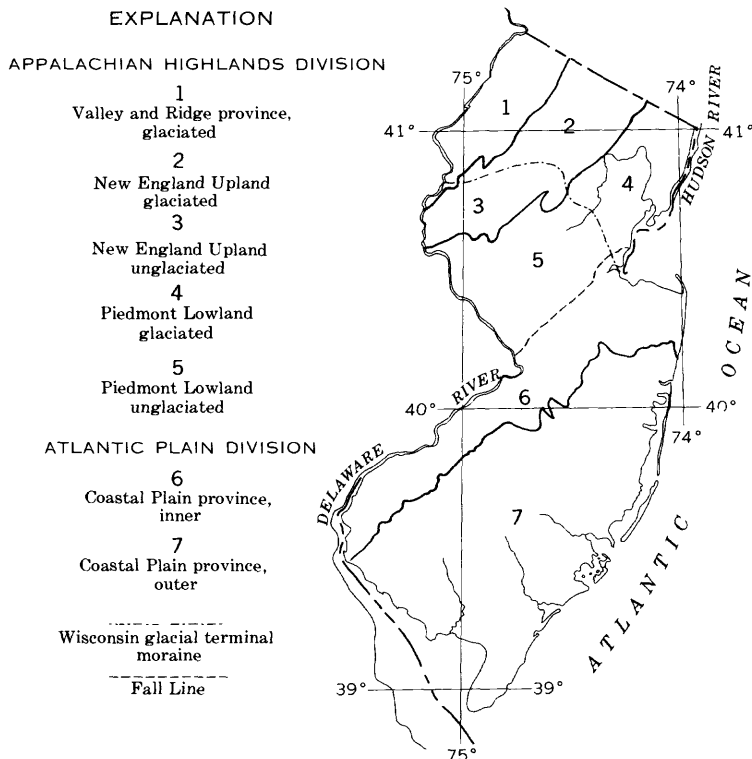 EXPLANATION
APPALACHIAN HIGHLANDS DIVISION
1
Valley and Ridge province,
glaciated
2
New England Upland
glaciated
3
New England Upland
unglaciated
4
Piedmont Lowland
glaciated
5
Piedmont Lowland
unglaciated
ATLANTIC PLAIN DIVISION
6
Coastal Plain province,
inner
7
Coastal Plain province,
outer
Wisconsin glacial terminal
moraine
Fall Line
75°
74°
41°
41°
HUDSON RIVER
1
2
3
4
5
OCEAN
DELAWARE RIVER
6
40°
40°
74°
7
ATLANTIC
39°
39°
75°